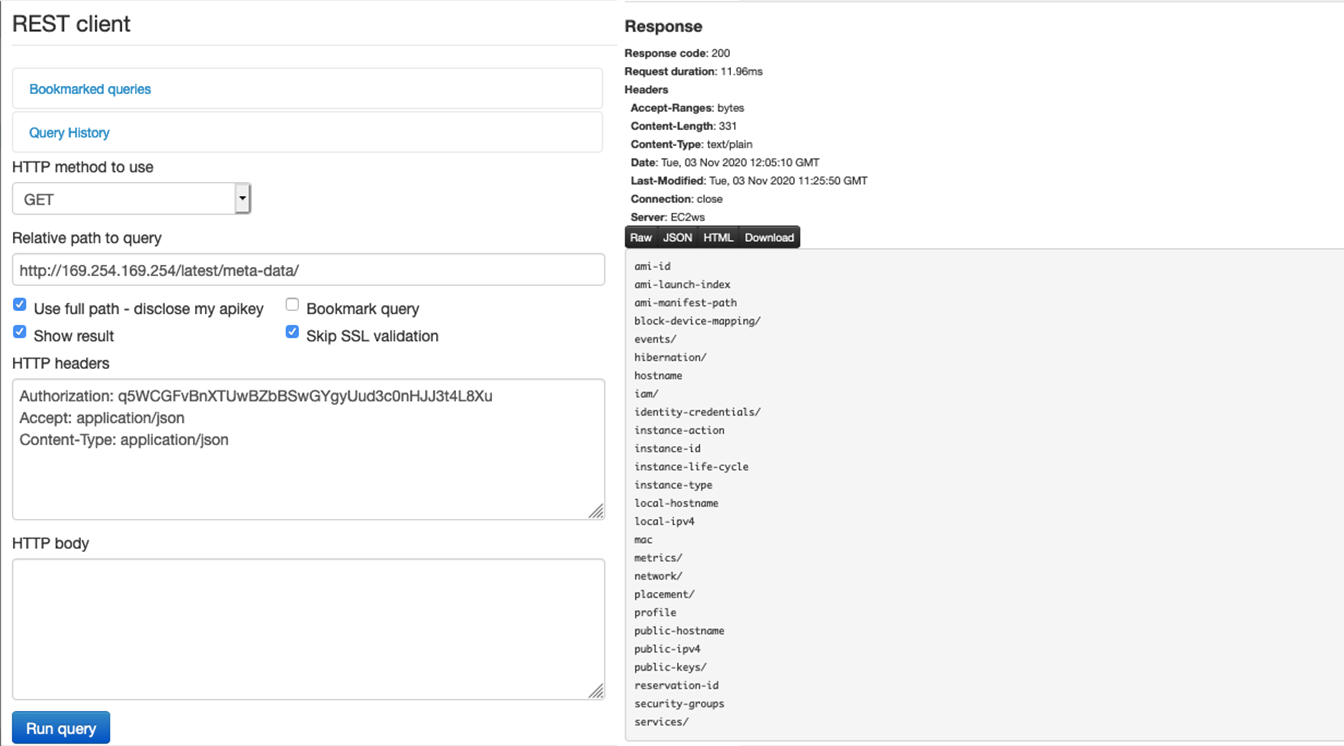 REST client
Bookmarked queries
Query History
HTTP method to use
GET
Relative path to query
http://169.254.169.254/latest/meta-data/
Use full path - disclose my apikey
Bookmark query
Show result
Skip SSL validation
HTTP headers
Authorization: q5WCGFvBnXTUwBZbBSwGYgyUud3c0nHJJ3t4L8Xu
Accept: application/json
Content-Type: application/json
HTTP body
Run query
Response
Response code: 200
Request duration: 11.96ms
Headers
Accept-Ranges: bytes
Content-Length: 331
Content-Type: text/plain
Date: Tue, 03 Nov 2020 12:05:10 GMT
Last-Modified: Tue, 03 Nov 2020 11:25:50 GMT
Connection: close
Server: EC2ws
Raw JSON HTML Download
ami-id
ami-launch-index
ami-manifest-path
block-device-mapping/
events/
hibernation/
hostname
iam/
identity-credentials/
instance-action
instance-id
instance-life-cycle
instance-type
local-hostname
local-ipv4
mac
metrics/
network/
placement/
profile
public-hostname
public-ipv4
public-keys/
reservation-id
security-groups
services/